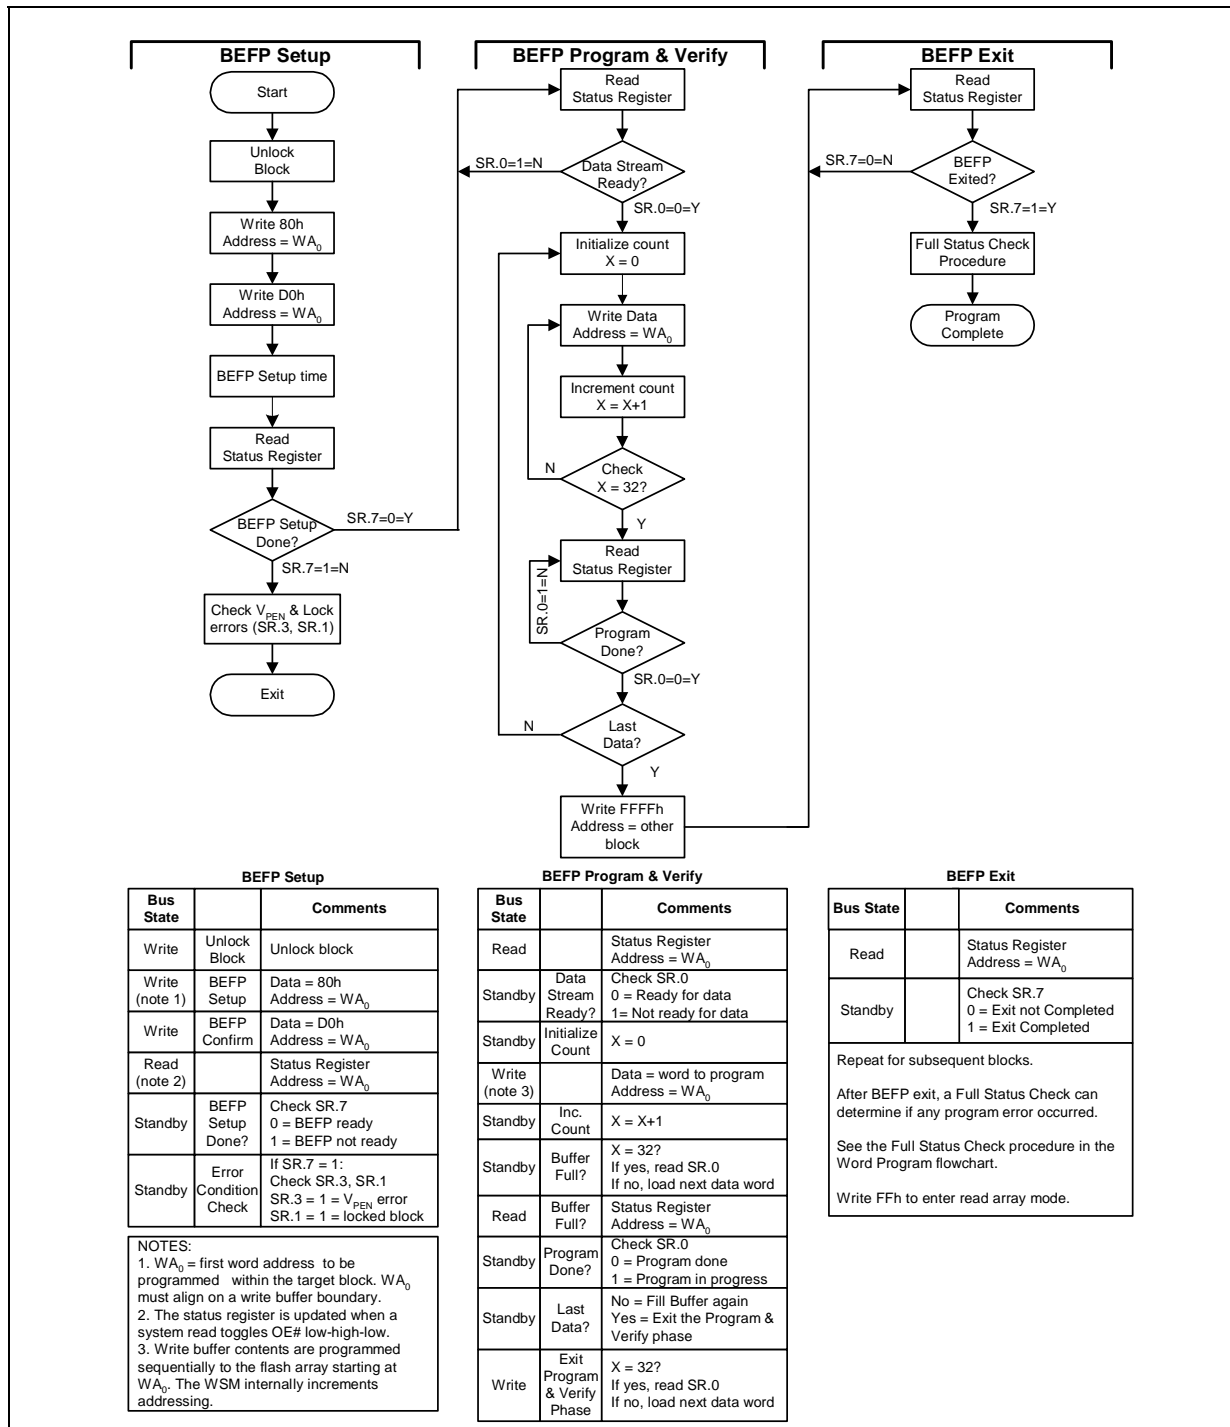 BEFP Setup
Start
Unlock
Block
Write 80h
Address = WA0
Write D0h
Address = WA0
BEFP Setup time
Read
Status Register
BEFP Setup
Done?
SR.7=0=Y
SR.7=1=N
Check VPEN & Lock
errors (SR.3, SR.1)
Exit
BEFP Program & Verify
Read
Status Register
Data Stream
Ready?
SR.0=1=N
SR.0=0=Y
Initialize count
X = 0
Write Data
Address = WA0
Increment count
X = X+1
Check
X = 32?
N
Y
Read
Status Register
SR.0=1=N
Program
Done?
SR.0=0=Y
Last
Data?
N
Y
Write FFFFh
Address = other
block
BEFP Exit
Read
Status Register
BEFP
Exited?
SR.7=0=N
SR.7=1=Y
Full Status Check
Procedure
Program
Complete
BEFP Setup
Bus State Comments
Write Unlock Block Unlock block
Write (note 1) BEFP Setup Data = 80h
Address = WA0
Write BEFP Confirm Data = D0h
Address = WA0
Read (note 2) Status Register
Address = WA0
Standby BEFP Setup Done? Check SR.7
0 = BEFP ready
1 = BEFP not ready
Standby Error Condition Check If SR.7 = 1:
Check SR.3, SR.1
SR.3 = 1 = VPEN error
SR.1 = 1 = locked block
NOTES:
1. WA0 = first word address to be
programmed within the target block. WA0
must align on a write buffer boundary.
2. The status register is updated when a
system read toggles OE# low-high-low.
3. Write buffer contents are programmed
sequentially to the flash array starting at
WA0. The WSM internally increments
addressing.
BEFP Program & Verify
Bus State Comments
Read Status Register
Address = WA0
Standby Data Stream Ready? Check SR.0
0 = Ready for data
1= Not ready for data
Standby Initialize Count X = 0
Write (note 3) Data = word to program
Address = WA0
Standby Inc. Count X = X+1
Standby Buffer Full? X = 32?
If yes, read SR.0
If no, load next data word
Read Buffer Full? Status Register
Address = WA0
Standby Program Done? Check SR.0
0 = Program done
1 = Program in progress
Standby Last Data? No = Fill Buffer again
Yes = Exit the Program &
Verify phase
Write Exit Program & Verify Phase X = 32?
If yes, read SR.0
If no, load next data word
BEFP Exit
Bus State Comments
Read Status Register
Address = WA0
Standby Check SR.7
0 = Exit not Completed
1 = Exit Completed
Repeat for subsequent blocks.
After BEFP exit, a Full Status Check can
determine if any program error occurred.
See the Full Status Check procedure in the
Word Program flowchart.
Write FFh to enter read array mode.